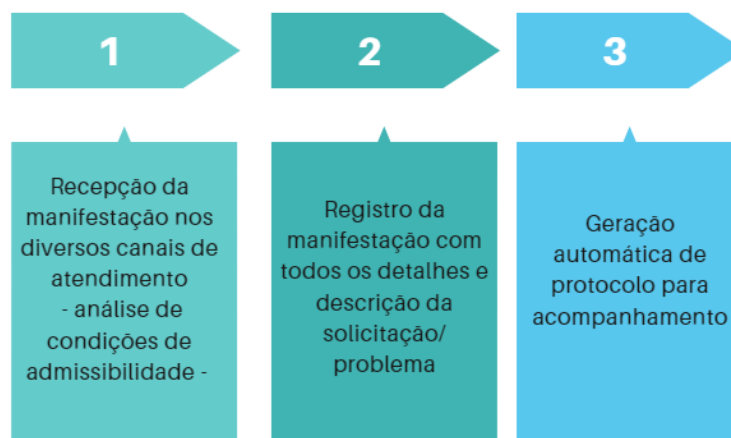 1
2
3
Recepção da
manifestação nos
diversos canais de
atendimento
- análise de
condições de
admissibilidade -
Registro da
manifestação com
todos os detalhes e
descrição da
solicitação/
problema
Geração
automática de
protocolo para
acompanhamento